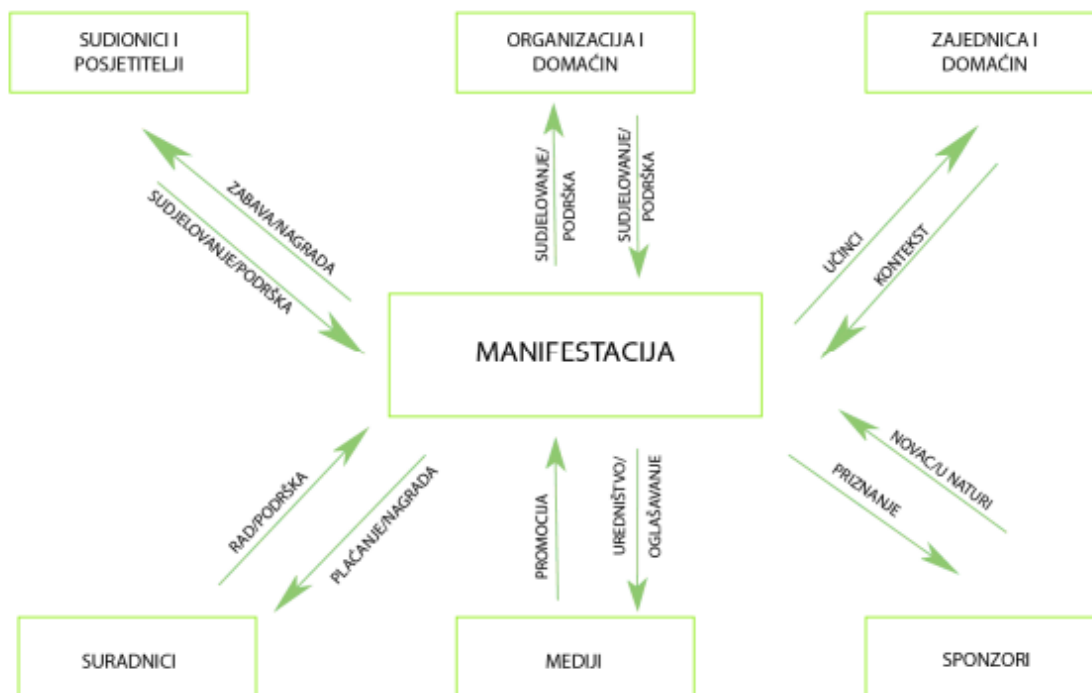 SUDIONICI I
POSJETITELJI
ORGANIZACIJA I
DOMAĆIN
ZAJEDNICA I
DOMAĆIN
ZABAVA/NAGRADA
SUDJELOVANJE/PODRŠKA
SUDJELOVANJE/
PODRŠKA
SUDJELOVANJE/
PODRŠKA
UČINCI
KONTEKST
MANIFESTACIJA
RAD/PODRŠKA
PLAĆANJE/NAGRADA
PROMOCIJA
UREDNIŠTVO/
OGLAŠAVANJE
NOVAC/U NATURI
PRIZNANJE
SURADNICI
MEDIJI
SPONZORI